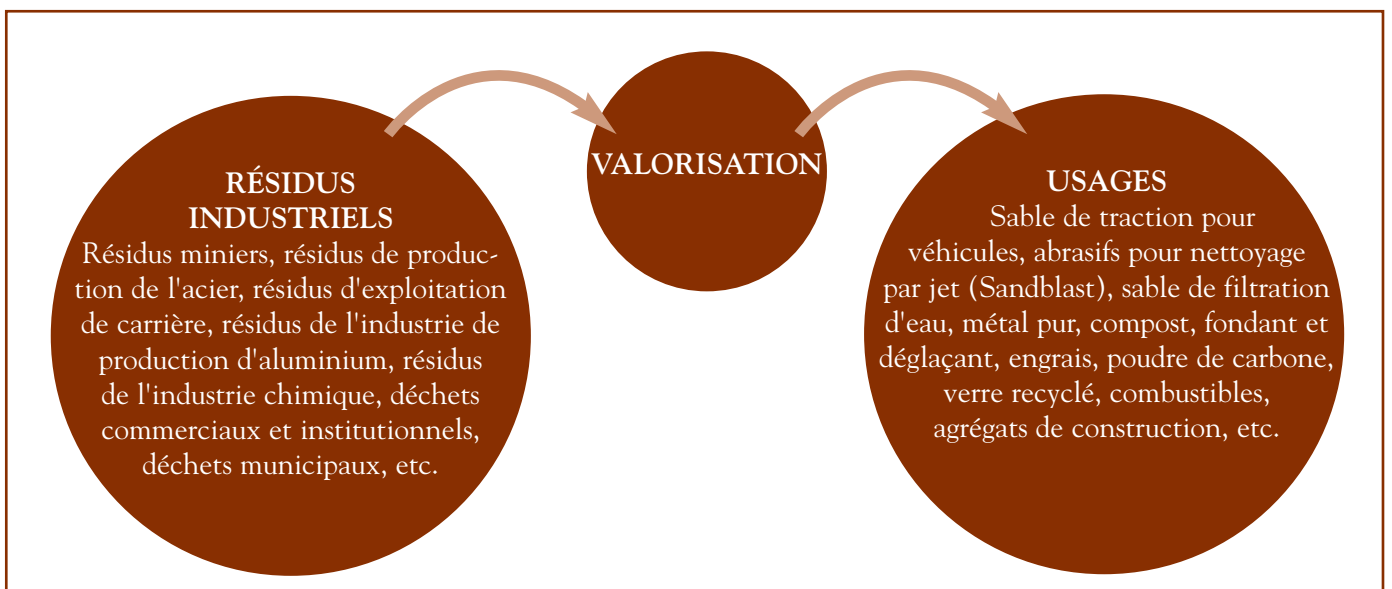 RÉSIDUS
INDUSTRIELS
Résidus miniers, résidus de produc-
tion de l'acier, résidus d'exploitation
de carrière, résidus de l'industrie de
production d'aluminium, résidus
de l'industrie chimique, déchets
commerciaux et institutionnels,
déchets municipaux, etc.
VALORISATION
USAGES
Sable de traction pour
véhicules, abrasifs pour nettoyage
par jet (Sandblast), sable de filtration
d'eau, métal pur, compost, fondant et
déglaçant, engrais, poudre de carbone,
verre recyclé, combustibles,
agrégats de construction, etc.